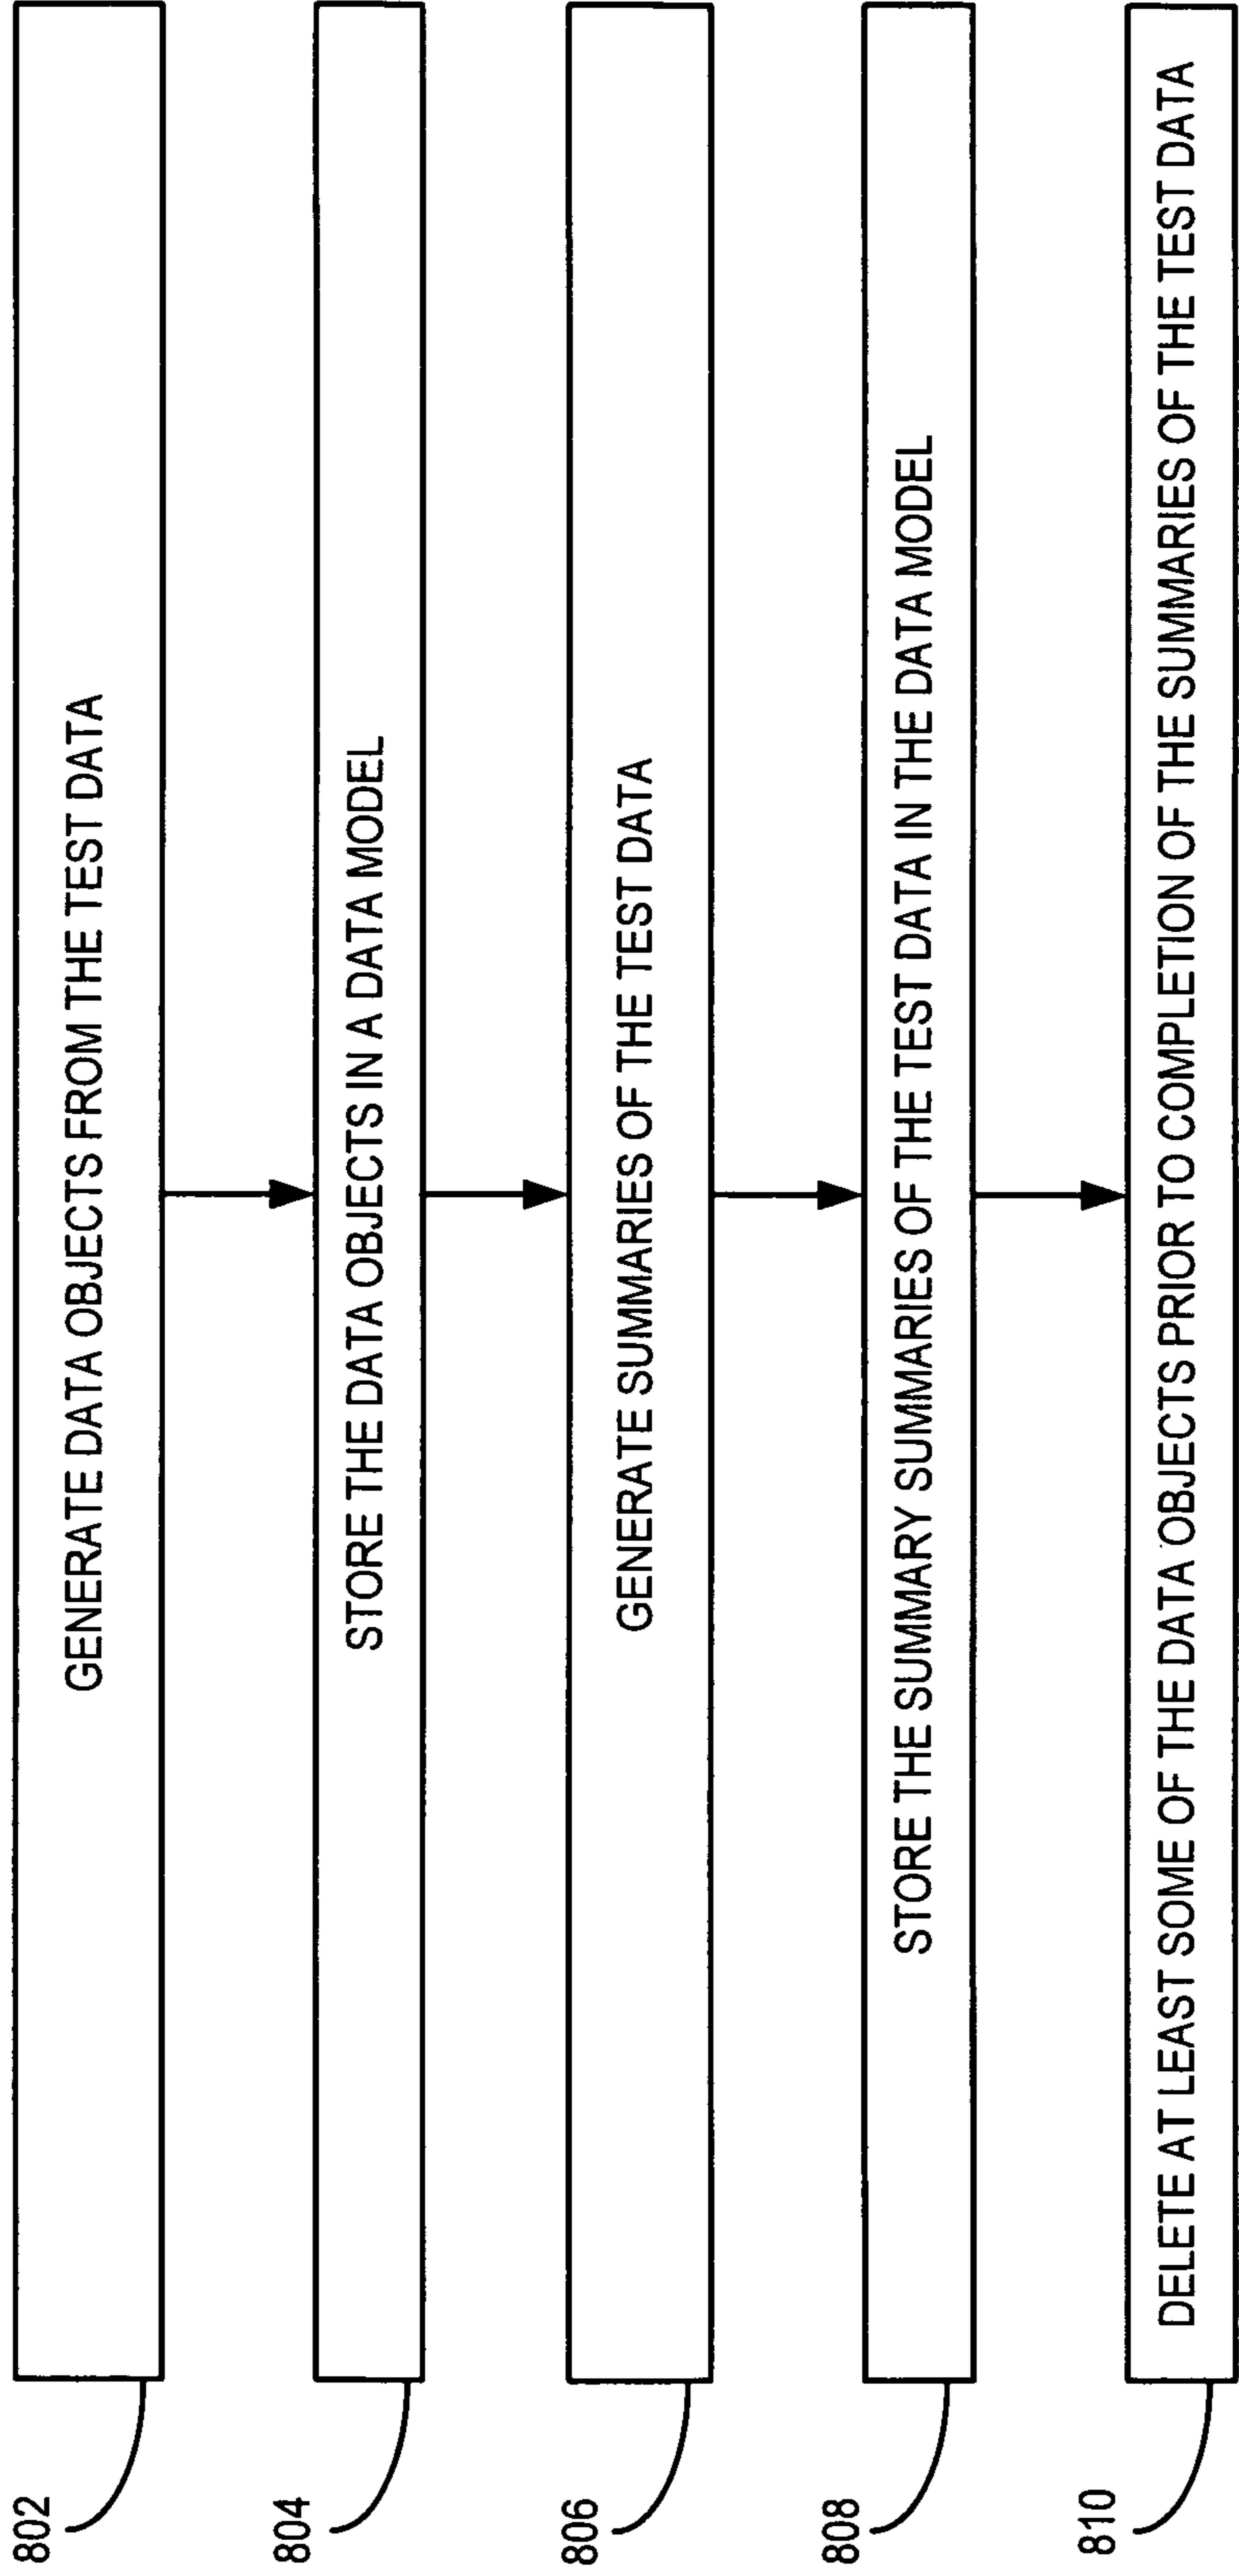 802
GENERATE DATA OBJECTS FROM THE TEST DATA
804
STORE THE DATA OBJECTS IN A DATA MODEL
806
GENERATE SUMMARIES OF THE TEST DATA
808
STORE THE SUMMARY SUMMARIES OF THE TEST DATA IN THE DATA MODEL
810
DELETE AT LEAST SOME OF THE DATA OBJECTS PRIOR TO COMPLETION OF THE SUMMARIES OF THE TEST DATA